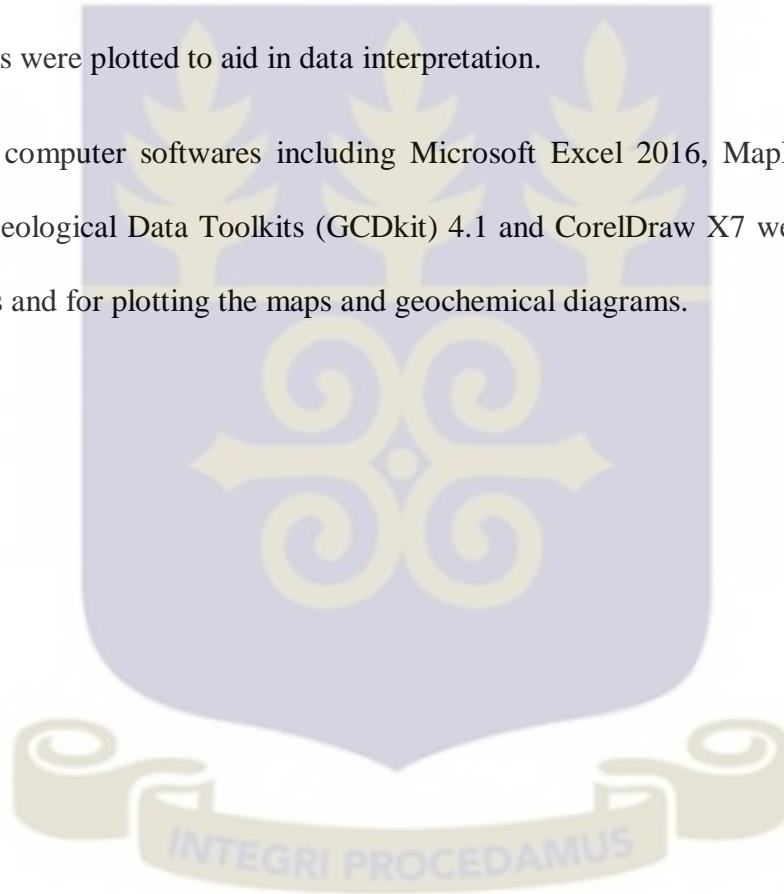 s were plotted to aid in data interpretation.
computer softwares including Microsoft Excel 2016, Map
eological Data Toolkits (GCDkit) 4.1 and CorelDraw X7 we
s and for plotting the maps and geochemical diagrams.
INTEGRI PROCEDAMUS